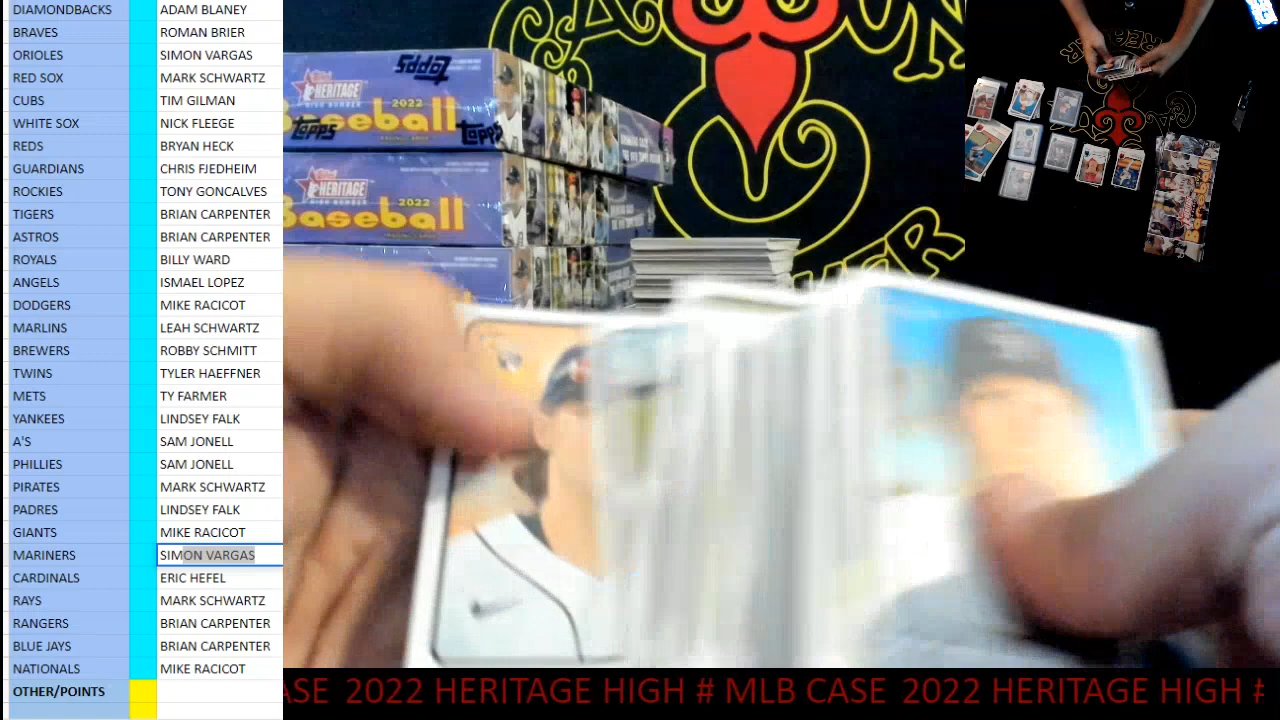 DIAMONDBACKS ADAM BLANEY
BRAVES ROMAN BRIER
ORIOLES SIMON VARGAS
RED SOX MARK SCHWARTZ
CUBS TIM GILMAN
WHITE SOX NICK FLEEGE
REDS BRYAN HECK
GUARDIANS CHRIS FJEDHEIM
ROCKIES TONY GONCALVES
TIGERS BRIAN CARPENTER
ASTROS BRIAN CARPENTER
ROYALS BILLY WARD
ANGELS ISMAEL LOPEZ
DODGERS MIKE RACICOT
MARLINS LEAH SCHWARTZ
BREWERS ROBBY SCHMITT
TWINS TYLER HAEFFNER
METS TY FARMER
YANKEES LINDSEY FALK
A'S SAM JONELL
PHILLIES SAM JONELL
PIRATES MARK SCHWARTZ
PADRES LINDSEY FALK
GIANTS MIKE RACICOT
MARINERS SIMON VARGAS
CARDINALS ERIC HEFEL
RAYS MARK SCHWARTZ
RANGERS BRIAN CARPENTER
BLUE JAYS BRIAN CARPENTER
NATIONALS MIKE RACICOT
OTHER/POINTS
Topps
HERITAGE
2022
Baseball
Topps Topps
HERITAGE
2022
Baseball
ASE 2022 HERITAGE HIGH # MLB CASE 2022 HERITAGE HIGH #